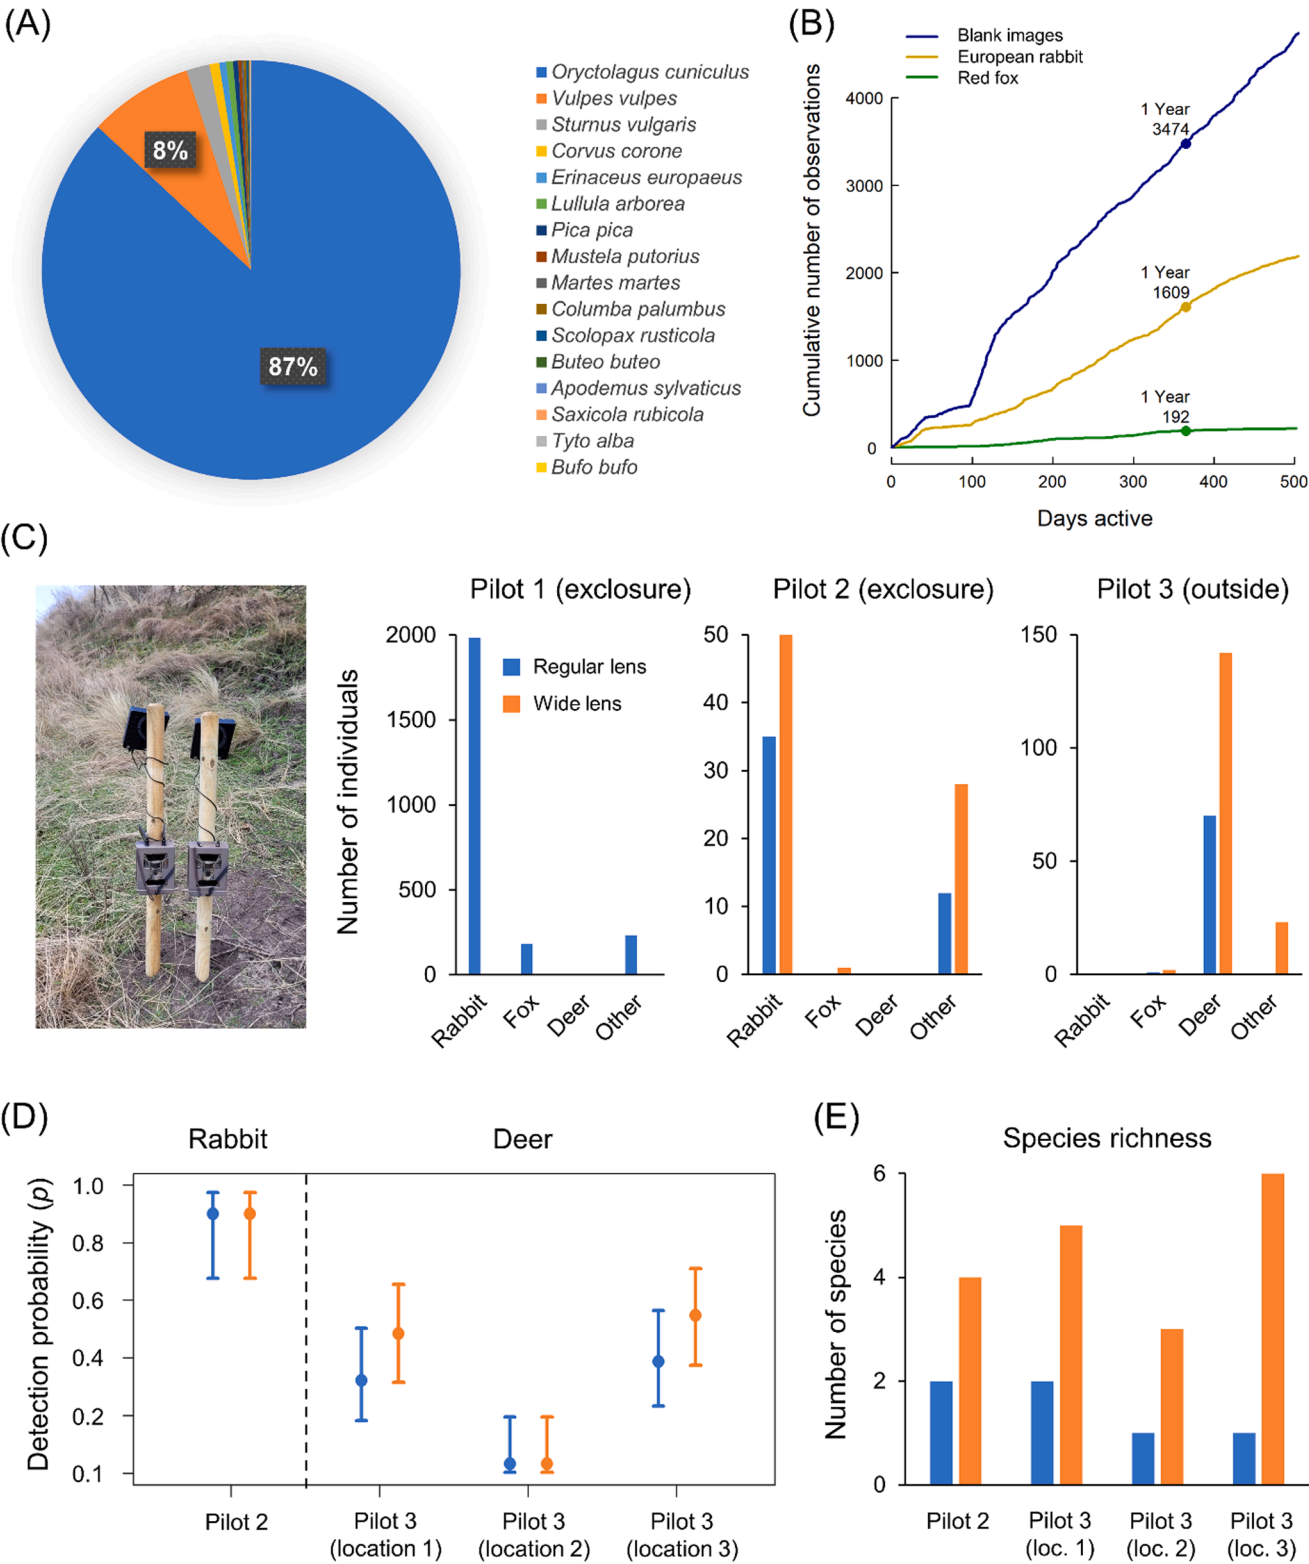 (A)
87%
8%
Oryctolagus cuniculus
Vulpes vulpes
Sturnus vulgaris
Corvus corone
Erinaceus europaeus
Lullula arborea
Pica pica
Mustela putorius
Martes martes
Columba palumbus
Scolopax rusticola
Buteo buteo
Apodemus sylvaticus
Saxicola rubicola
Tyto alba
Bufo bufo
(B)
Blank images
European rabbit
Red fox
Cumulative number of observations
4000
3000
2000
1000
0
1 Year
3474
1 Year
1609
1 Year
192
0 100 200 300 400 500
Days active
(C)
Pilot 1 (exclosure)
Number of individuals
2000
1500
1000
500
0
Regular lens
Wide lens
Rabbit Fox Deer Other
Pilot 2 (exclosure)
50
40
30
20
10
0
Rabbit Fox Deer Other
Pilot 3 (outside)
150
100
50
0
Rabbit Fox Deer Other
(D)
Rabbit Deer
Detection probability (p)
1.0
0.8
0.6
0.4
0.2
0.1
Pilot 2
Pilot 3
(location 1)
Pilot 3
(location 2)
Pilot 3
(location 3)
(E)
Species richness
Number of species
6
4
2
0
Pilot 2
Pilot 3
(loc. 1)
Pilot 3
(loc. 2)
Pilot 3
(loc. 3)